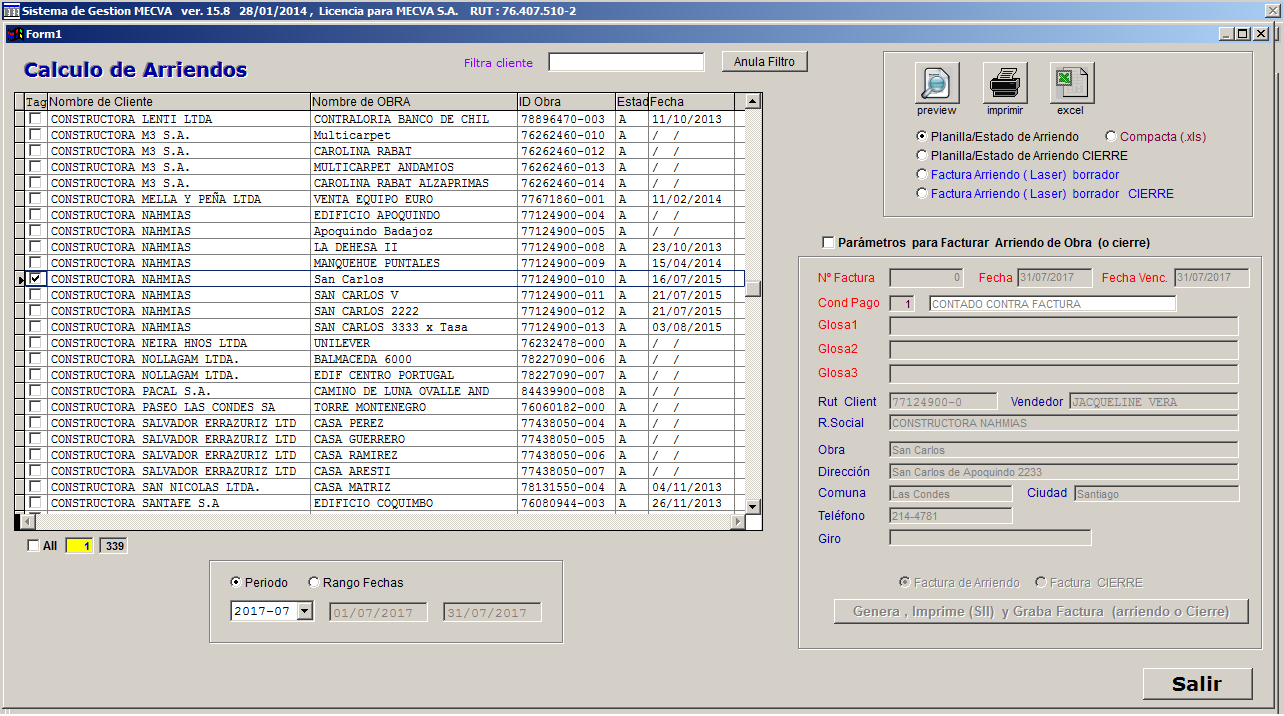 Sistema de Gestion MECVA ver. 15.8 28/01/2014 , Licencia para MECVA S.A. RUT : 76.407.510-2
Form1
Calculo de Arriendos
Filtra cliente
Anula Filtro
Tag Nombre de Cliente Nombre de OBRA ID Obra Estad Fecha
CONSTRUCTORA LENTI LTDA CONTRALORIA BANCO DE CHIL 78896470-003 A 11/10/2013
CONSTRUCTORA M3 S.A. Multicarpet 76262460-010 A / /
CONSTRUCTORA M3 S.A. CAROLINA RABAT 76262460-012 A / /
CONSTRUCTORA M3 S.A. MULTICARPET ANDAMIOS 76262460-013 A / /
CONSTRUCTORA M3 S.A. CAROLINA RABAT ALZAPRIMAS 76262460-014 A / /
CONSTRUCTORA MELLA Y PEÑA LTDA VENTA EQUIPO EURO 77671860-001 A 11/02/2014
CONSTRUCTORA NAHMIAS EDIFICIO APOQUINDO 77124900-004 A / /
CONSTRUCTORA NAHMIAS Apoquindo Badajoz 77124900-005 A / /
CONSTRUCTORA NAHMIAS LA DEHESA II 77124900-008 A 23/10/2013
CONSTRUCTORA NAHMIAS MANQUEHUE PUNTALES 77124900-009 A 15/04/2014
CONSTRUCTORA NAHMIAS San Carlos 77124900-010 A 16/07/2015
CONSTRUCTORA NAHMIAS SAN CARLOS V 77124900-011 A 21/07/2015
CONSTRUCTORA NAHMIAS SAN CARLOS 2222 77124900-012 A 21/07/2015
CONSTRUCTORA NAHMIAS SAN CARLOS 3333 x Tasa 77124900-013 A 03/08/2015
CONSTRUCTORA NEIRA HNOS LTDA UNILEVER 76232478-000 A / /
CONSTRUCTORA NOLLAGAM LTDA. BALMACEDA 6000 78227090-006 A / /
CONSTRUCTORA NOLLAGAM LTDA. EDIF CENTRO PORTUGAL 78227090-007 A / /
CONSTRUCTORA PACAL S.A. CAMINO DE LUNA OVALLE AND 84439900-008 A / /
CONSTRUCTORA PASEO LAS CONDES SA TORRE MONTENEGRO 76060182-000 A / /
CONSTRUCTORA SALVADOR ERRAZURIZ LTD CASA PEREZ 77438050-004 A / /
CONSTRUCTORA SALVADOR ERRAZURIZ LTD CASA GUERRERO 77438050-005 A / /
CONSTRUCTORA SALVADOR ERRAZURIZ LTD CASA RAMIREZ 77438050-006 A / /
CONSTRUCTORA SALVADOR ERRAZURIZ LTD CASA ARESTI 77438050-007 A / /
CONSTRUCTORA SAN NICOLAS LTDA. CASA MATRIZ 78131550-004 A 04/11/2013
CONSTRUCTORA SANTAFE S.A EDIFICIO COQUIMBO 76080944-003 A 26/11/2013
All 1 339
Periodo Rango Fechas
2017-07 01/07/2017 31/07/2017
preview imprimir excel
Planilla/Estado de Arriendo Compacta (.xls)
Planilla/Estado de Arriendo CIERRE
Factura Arriendo ( Laser) borrador
Factura Arriendo ( Laser) borrador CIERRE
Parámetros para Facturar Arriendo de Obra (o cierre)
Nº Factura 0 Fecha 31/07/2017 Fecha Venc. 31/07/2017
Cond Pago 1 CONTADO CONTRA FACTURA
Glosa1
Glosa2
Glosa3
Rut Client 77124900-0 Vendedor JACQUELINE VERA
R.Social CONSTRUCTORA NAHMIAS
Obra San Carlos
Dirección San Carlos de Apoquindo 2233
Comuna Las Condes Ciudad Santiago
Teléfono 214-4781
Giro
Factura de Arriendo Factura CIERRE
Genera , Imprime (SII) y Graba Factura (arriendo o Cierre)
Salir